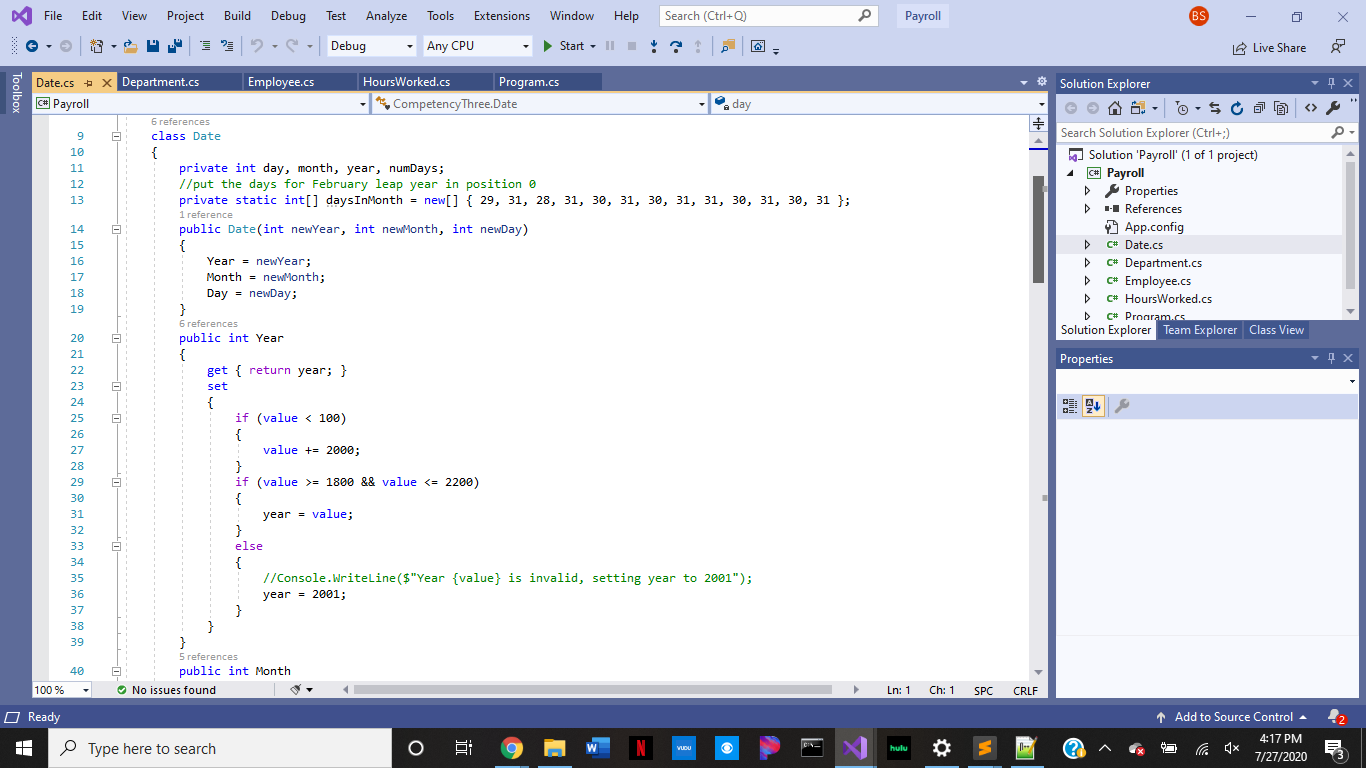 File Edit View Project Build Debug Test Analyze Tools Extensions Window Help Search (Ctrl+Q) Payroll BS
Debug Any CPU Start Live Share
Toolbox
Date.cs Department.cs Employee.cs HoursWorked.cs Program.cs
C# Payroll CompetencyThree.Date day
6 references
9 class Date
10 {
11 private int day, month, year, numDays;
12 //put the days for February leap year in position 0
13 private static int[] daysInMonth = new[] { 29, 31, 28, 31, 30, 31, 30, 31, 31, 30, 31, 30, 31 };
1 reference
14 public Date(int newYear, int newMonth, int newDay)
15 {
16 Year = newYear;
17 Month = newMonth;
18 Day = newDay;
19 }
6 references
20 public int Year
21 {
22 get { return year; }
23 set
24 {
25 if (value < 100)
26 {
27 value += 2000;
28 }
29 if (value >= 1800 && value <= 2200)
30 {
31 year = value;
32 }
33 else
34 {
35 //Console.WriteLine($"Year {value} is invalid, setting year to 2001");
36 year = 2001;
37 }
38 }
39 }
5 references
40 public int Month
100 % No issues found Ln: 1 Ch: 1 SPC CRLF
Solution Explorer
Search Solution Explorer (Ctrl+;)
Solution 'Payroll' (1 of 1 project)
C# Payroll
Properties
References
App.config
C# Date.cs
C# Department.cs
C# Employee.cs
C# HoursWorked.cs
C# Program.cs
Solution Explorer Team Explorer Class View
Properties
Ready Add to Source Control 2
Type here to search W N VUDU hulu S 4:17 PM
7/27/2020 3